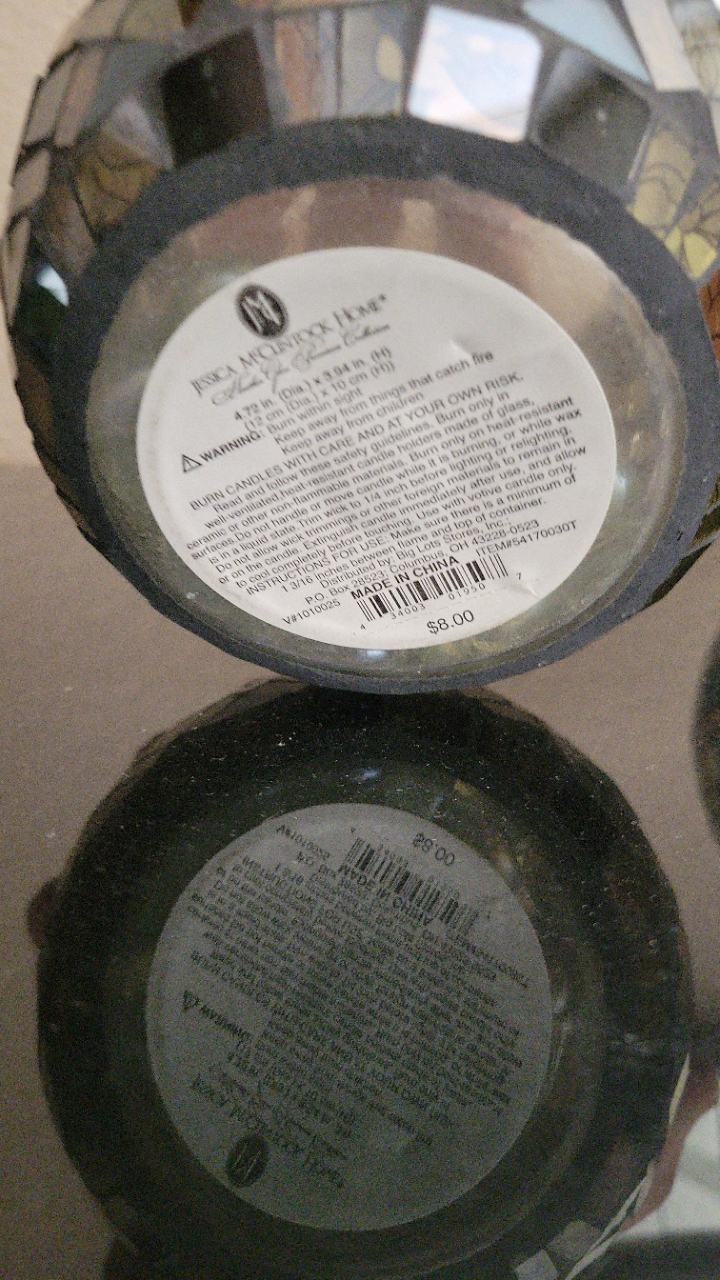 JM
JESSICA MCCLINTOCK HOME®
Collection
4.72 in. (Dia.) x 3.94 in. (H)
(12 cm (Dia.) x 10 cm (H))
⚠ WARNING: Burn within sight
Keep away from things that catch fire
Keep away from children
BURN CANDLES WITH CARE AND AT YOUR OWN RISK.
Read and follow these safety guidelines. Burn only in
well ventilated, heat-resistant candle holders made of glass,
ceramic or other non-flammable materials. Burn only on heat-resistant
surfaces. Do not handle or move candle while it is burning, or while wax
is in a liquid state. Trim wick to 1/4 inch before lighting or relighting.
Do not allow wick trimmings or other foreign materials to remain in
or on the candle. Extinguish candle immediately after use, and allow
to cool completely before touching. Use with votive candle only.
INSTRUCTIONS FOR USE: Make sure there is a minimum of
1 3/16 inches between flame and top of container.
Distributed by: Big Lots Stores, Inc.,
P.O. Box 28523, Columbus, OH 43228-0523
V#1010025 MADE IN CHINA ITEM#54170030T
4 34003 01950 7
$8.00